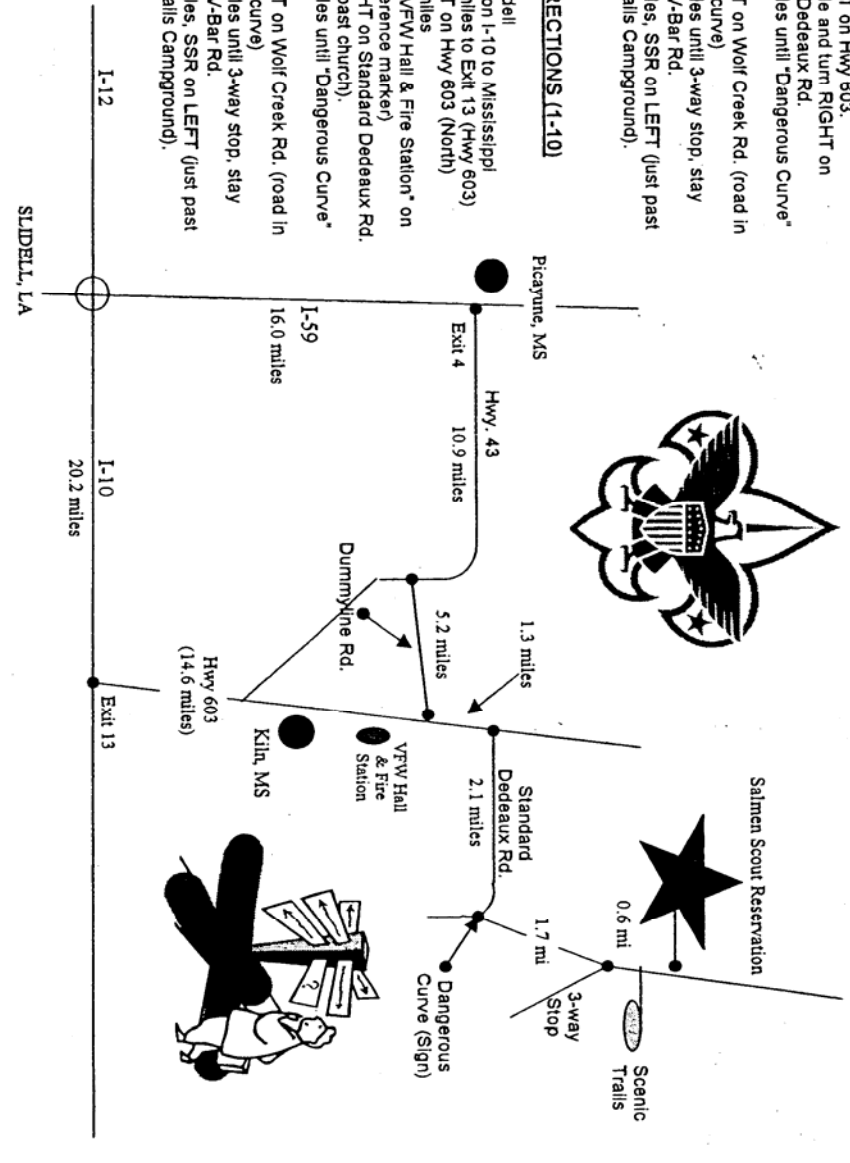 T on Hwy 603.
e and turn RIGHT on
Dedeaux Rd.
les until "Dangerous Curve"
T on Wolf Creek Rd. (road in
curve)
les until 3-way stop, stay
V-Bar Rd.
les, SSR on LEFT (just past
ails Campground).
RECTIONS (1-10)
dell
on I-10 to Mississippi
miles to Exit 13 (Hwy 603)
T on Hwy 603 (North)
miles
VFW Hall & Fire Station" on
erence marker)
HT on Standard Dedeaux Rd.
past church).
les until "Dangerous Curve"
T on Wolf Creek Rd. (road in
curve)
les until 3-way stop, stay
V-Bar Rd.
les, SSR on LEFT (just past
ails Campground).
Salmen Scout Reservation
0.6 mi
Scenic
Trails
3-way
Stop
1.7 mi
Picayune, MS
1.3 miles
Standard
Dedeaux Rd.
2.1 miles
Hwy. 43
10.9 miles
Exit 4
5.2 miles
Dangerous
Curve (Sign)
VFW Hall
& Fire
Station
Dummyline Rd.
Kiln, MS
I-59
16.0 miles
?
Hwy 603
(14.6 miles)
I-12
I-10
20.2 miles
Exit 13
SLIDELL, LA